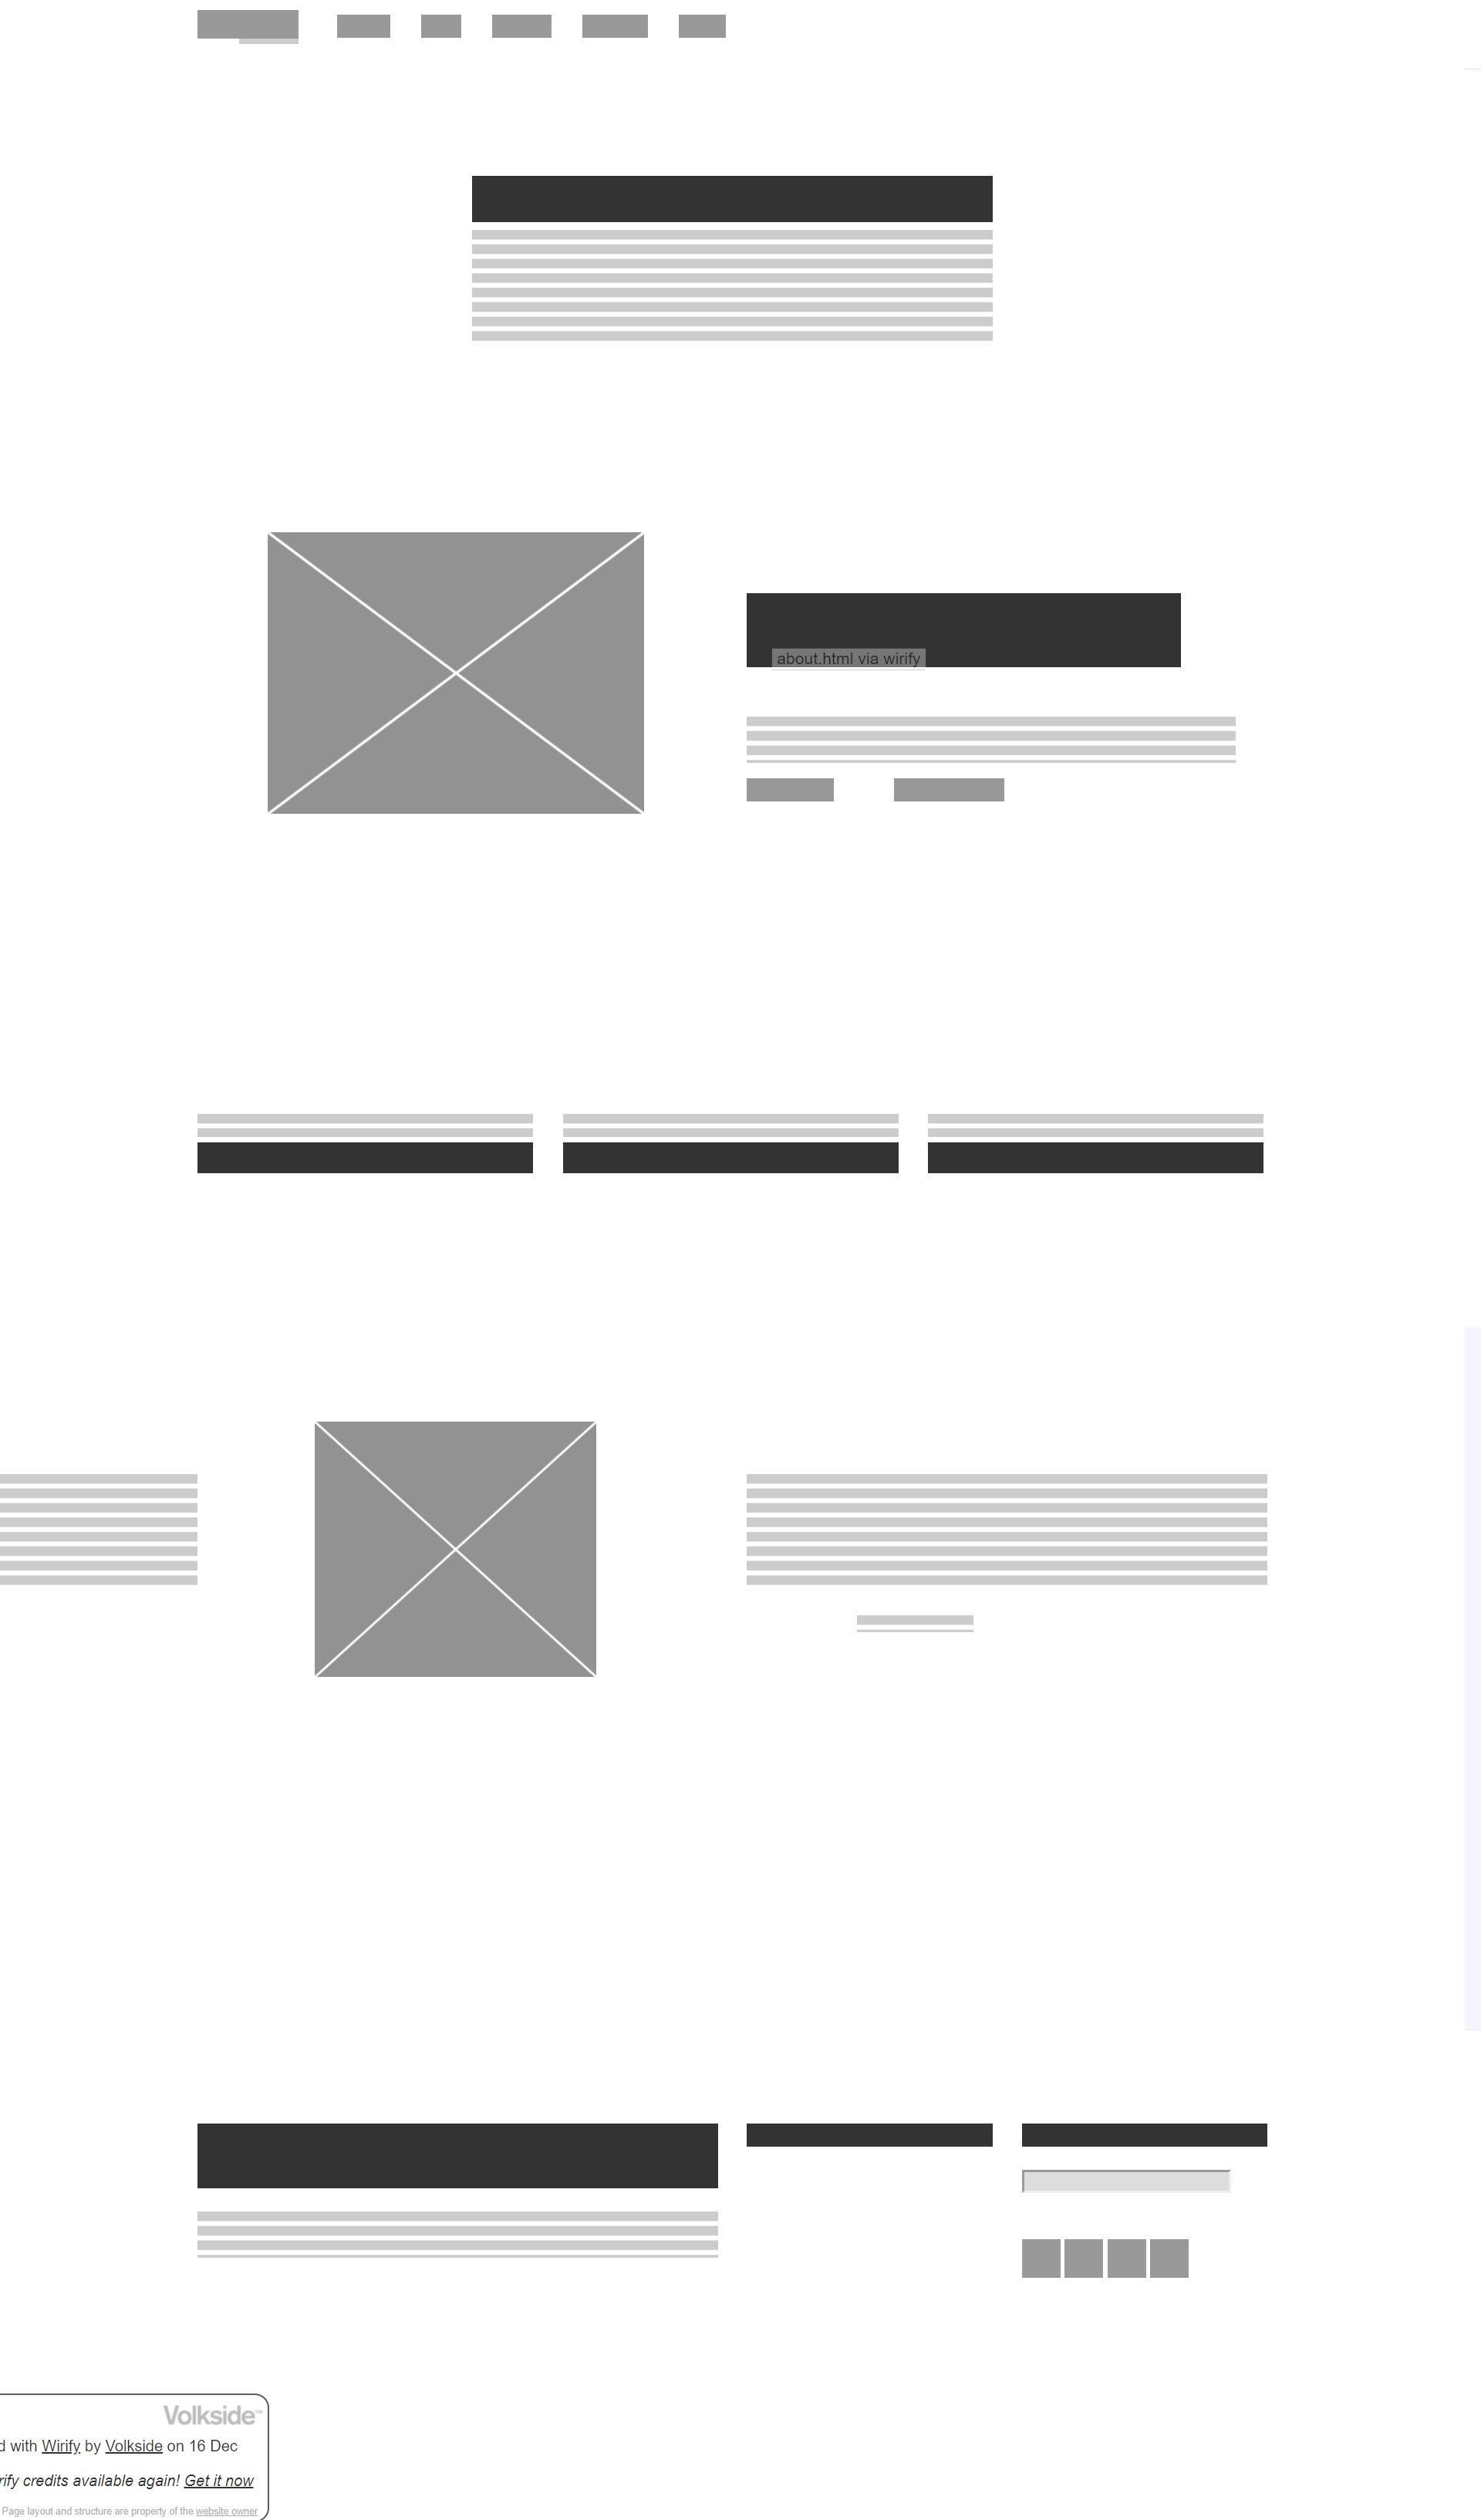 about.html via wirify
Volkside™
d with Wirify by Volkside on 16 Dec
rify credits available again! Get it now
Page layout and structure are property of the website owner